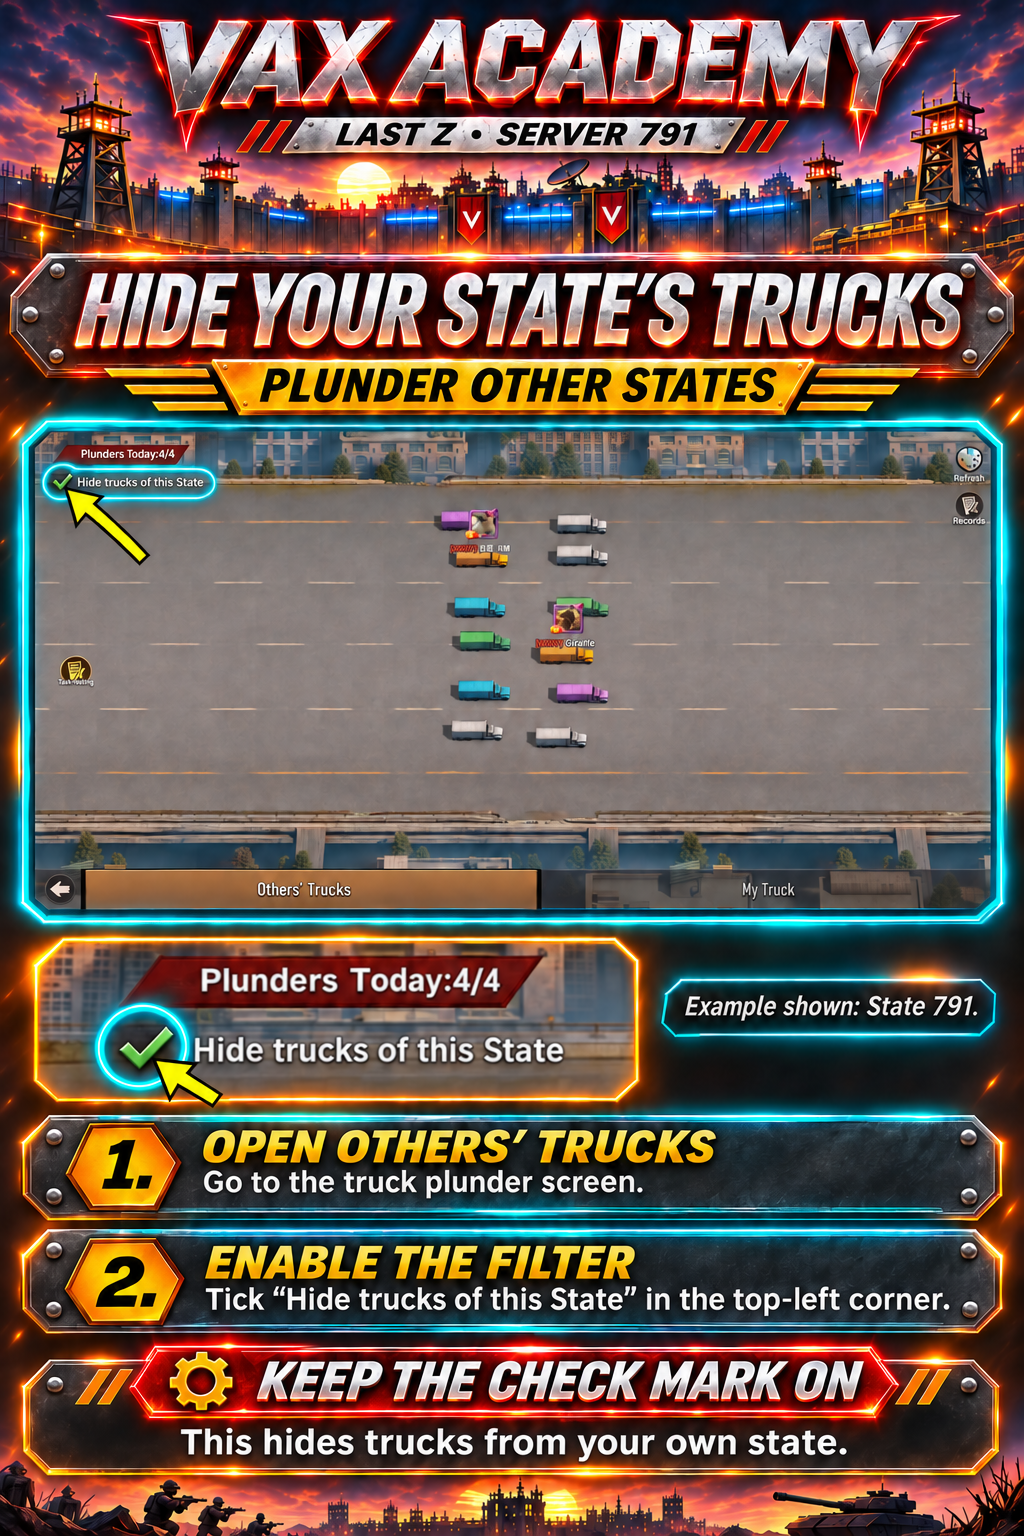 VAX ACADEMY
LAST Z • SERVER 791
V V
HIDE YOUR STATE'S TRUCKS
PLUNDER OTHER STATES
Plunders Today:4/4
Hide trucks of this State
Refresh
Records
AM
Giraffe
Others' Trucks
My Truck
Plunders Today:4/4
Hide trucks of this State
Example shown: State 791.
1.
OPEN OTHERS' TRUCKS
Go to the truck plunder screen.
2.
ENABLE THE FILTER
Tick “Hide trucks of this State” in the top-left corner.
KEEP THE CHECK MARK ON
This hides trucks from your own state.